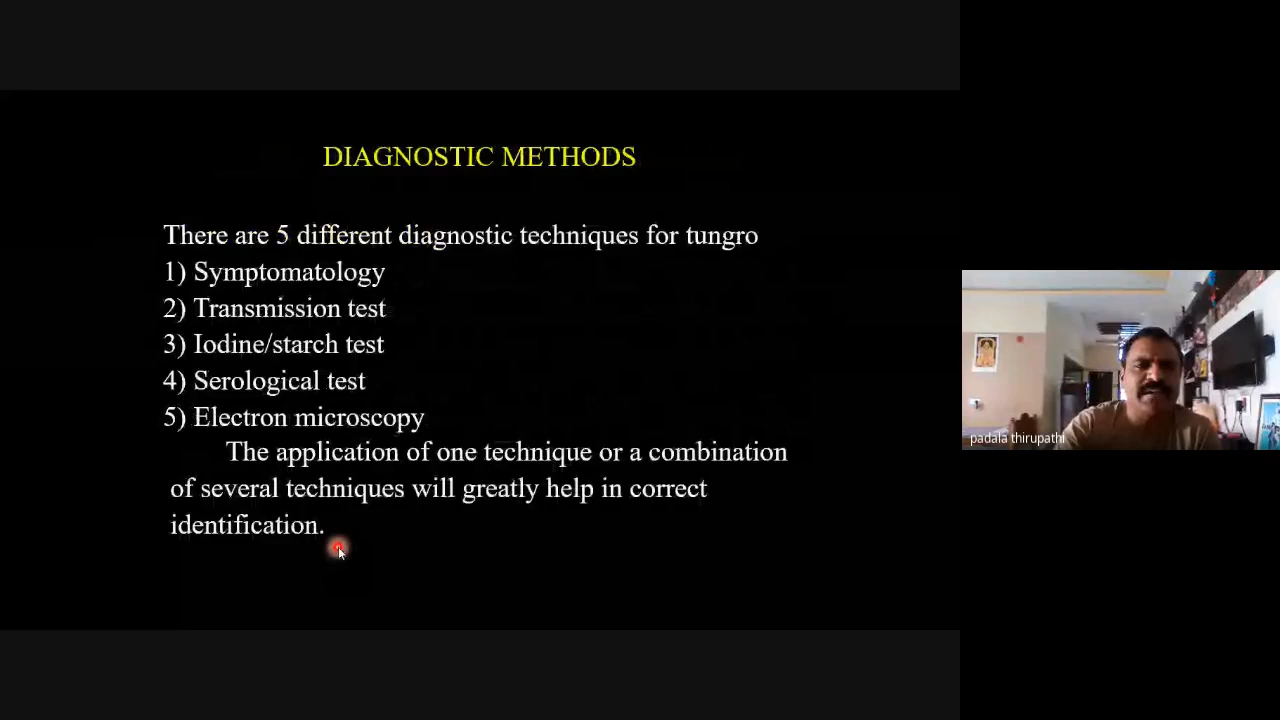 DIAGNOSTIC METHODS
There are 5 different diagnostic techniques for tungro
1) Symptomatology
2) Transmission test
3) Iodine/starch test
4) Serological test
5) Electron microscopy
The application of one technique or a combination
of several techniques will greatly help in correct
identification.
padala thirupathi